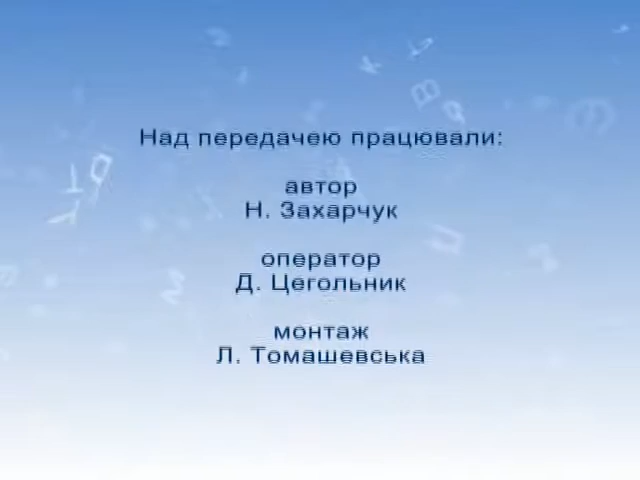 Над передачею працювали:
автор
Н. Захарчук
оператор
Д. Цегольник
монтаж
Л. Томашевська